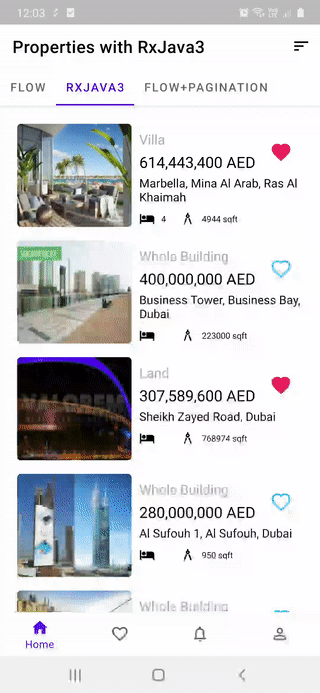 12:03
Properties with RxJava3
FLOW
RXJAVA3
FLOW+PAGINATION
Villa
614,443,400 AED
Marbella, Mina Al Arab, Ras Al
Khaimah
4
4944 sqft
Whole Building
400,000,000 AED
Business Tower, Business Bay,
Dubai
223000 sqft
Land
307,589,600 AED
Sheikh Zayed Road, Dubai
768974 sqft
Whole Building
280,000,000 AED
Al Sufouh 1, Al Sufouh, Dubai
950 sqft
Whole Building
Home